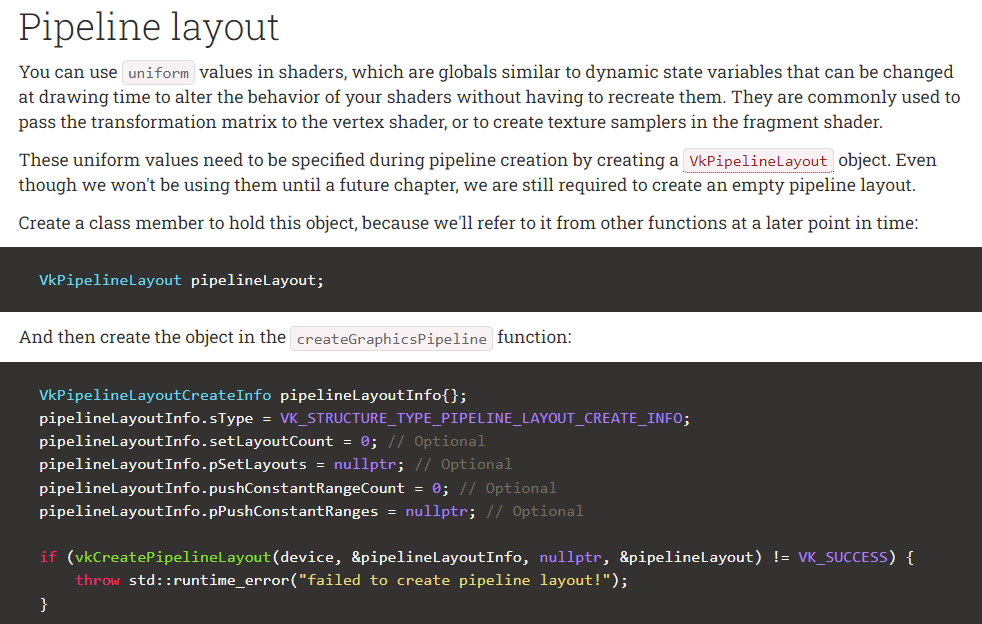 Pipeline layout
You can use uniform values in shaders, which are globals similar to dynamic state variables that can be changed
at drawing time to alter the behavior of your shaders without having to recreate them. They are commonly used to
pass the transformation matrix to the vertex shader, or to create texture samplers in the fragment shader.
These uniform values need to be specified during pipeline creation by creating a VkPipelineLayout object. Even
though we won't be using them until a future chapter, we are still required to create an empty pipeline layout.
Create a class member to hold this object, because we'll refer to it from other functions at a later point in time:
VkPipelineLayout pipelineLayout;
And then create the object in the createGraphicsPipeline function:
VkPipelineLayoutCreateInfo pipelineLayoutInfo{};
pipelineLayoutInfo.sType = VK_STRUCTURE_TYPE_PIPELINE_LAYOUT_CREATE_INFO;
pipelineLayoutInfo.setLayoutCount = 0; // Optional
pipelineLayoutInfo.pSetLayouts = nullptr; // Optional
pipelineLayoutInfo.pushConstantRangeCount = 0; // Optional
pipelineLayoutInfo.pPushConstantRanges = nullptr; // Optional
if (vkCreatePipelineLayout(device, &pipelineLayoutInfo, nullptr, &pipelineLayout) != VK_SUCCESS) {
    throw std::runtime_error("failed to create pipeline layout!");
}